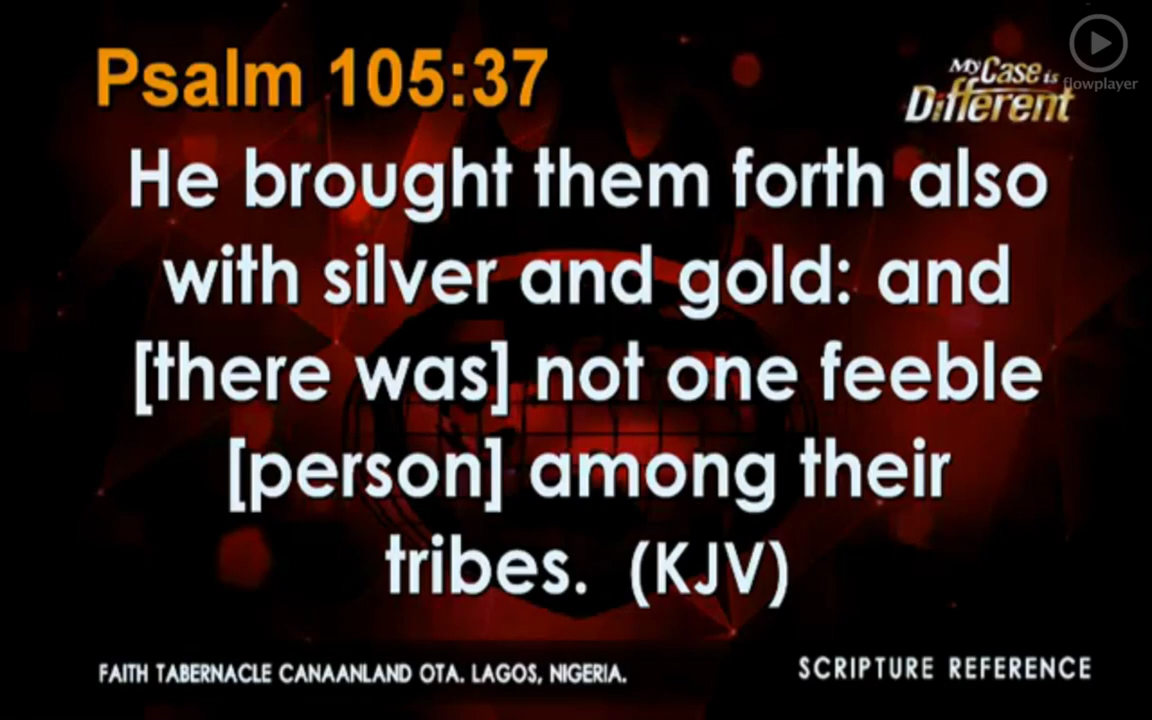 Psalm 105:37
My Case is
Different
flowplayer
He brought them forth also
with silver and gold: and
[there was] not one feeble
[person] among their
tribes. (KJV)
FAITH TABERNACLE CANAANLAND OTA. LAGOS, NIGERIA.
SCRIPTURE REFERENCE